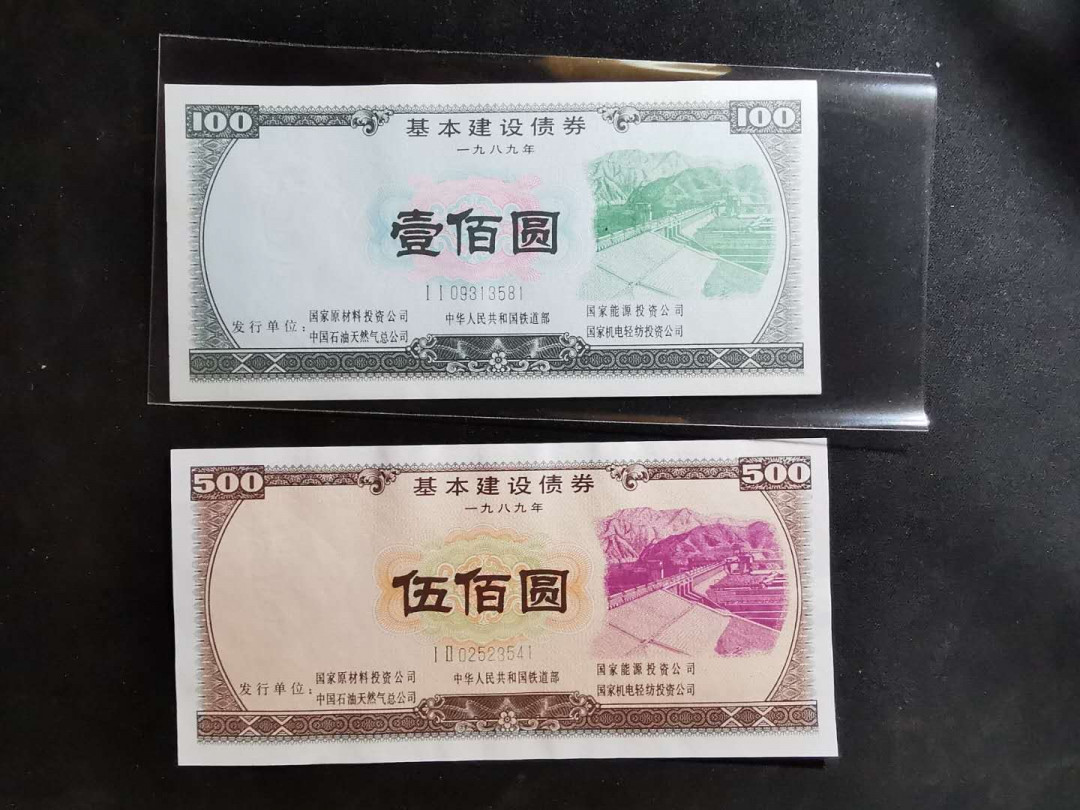 100 100
基本建设债券
一九八九年
壹佰圆
I I 09313581
发行单位：
国家原材料投资公司 中华人民共和国铁道部 国家能源投资公司
中国石油天然气总公司 国家机电轻纺投资公司
500 500
基本建设债券
一九八九年
伍佰圆
I II 02523541
发行单位：
国家原材料投资公司 中华人民共和国铁道部 国家能源投资公司
中国石油天然气总公司 国家机电轻纺投资公司